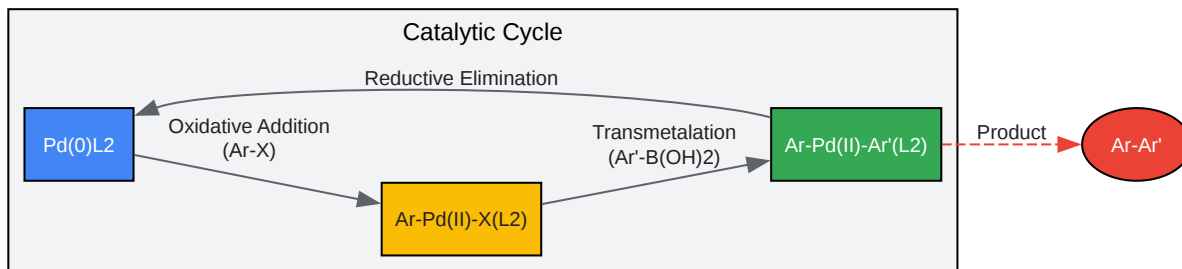 Catalytic Cycle
Reductive Elimination
Pd(0)L2
Oxidative Addition
(Ar-X)
Ar-Pd(II)-X(L2)
Transmetalation
(Ar'-B(OH)2)
Ar-Pd(II)-Ar'(L2)
Product
Ar-Ar'